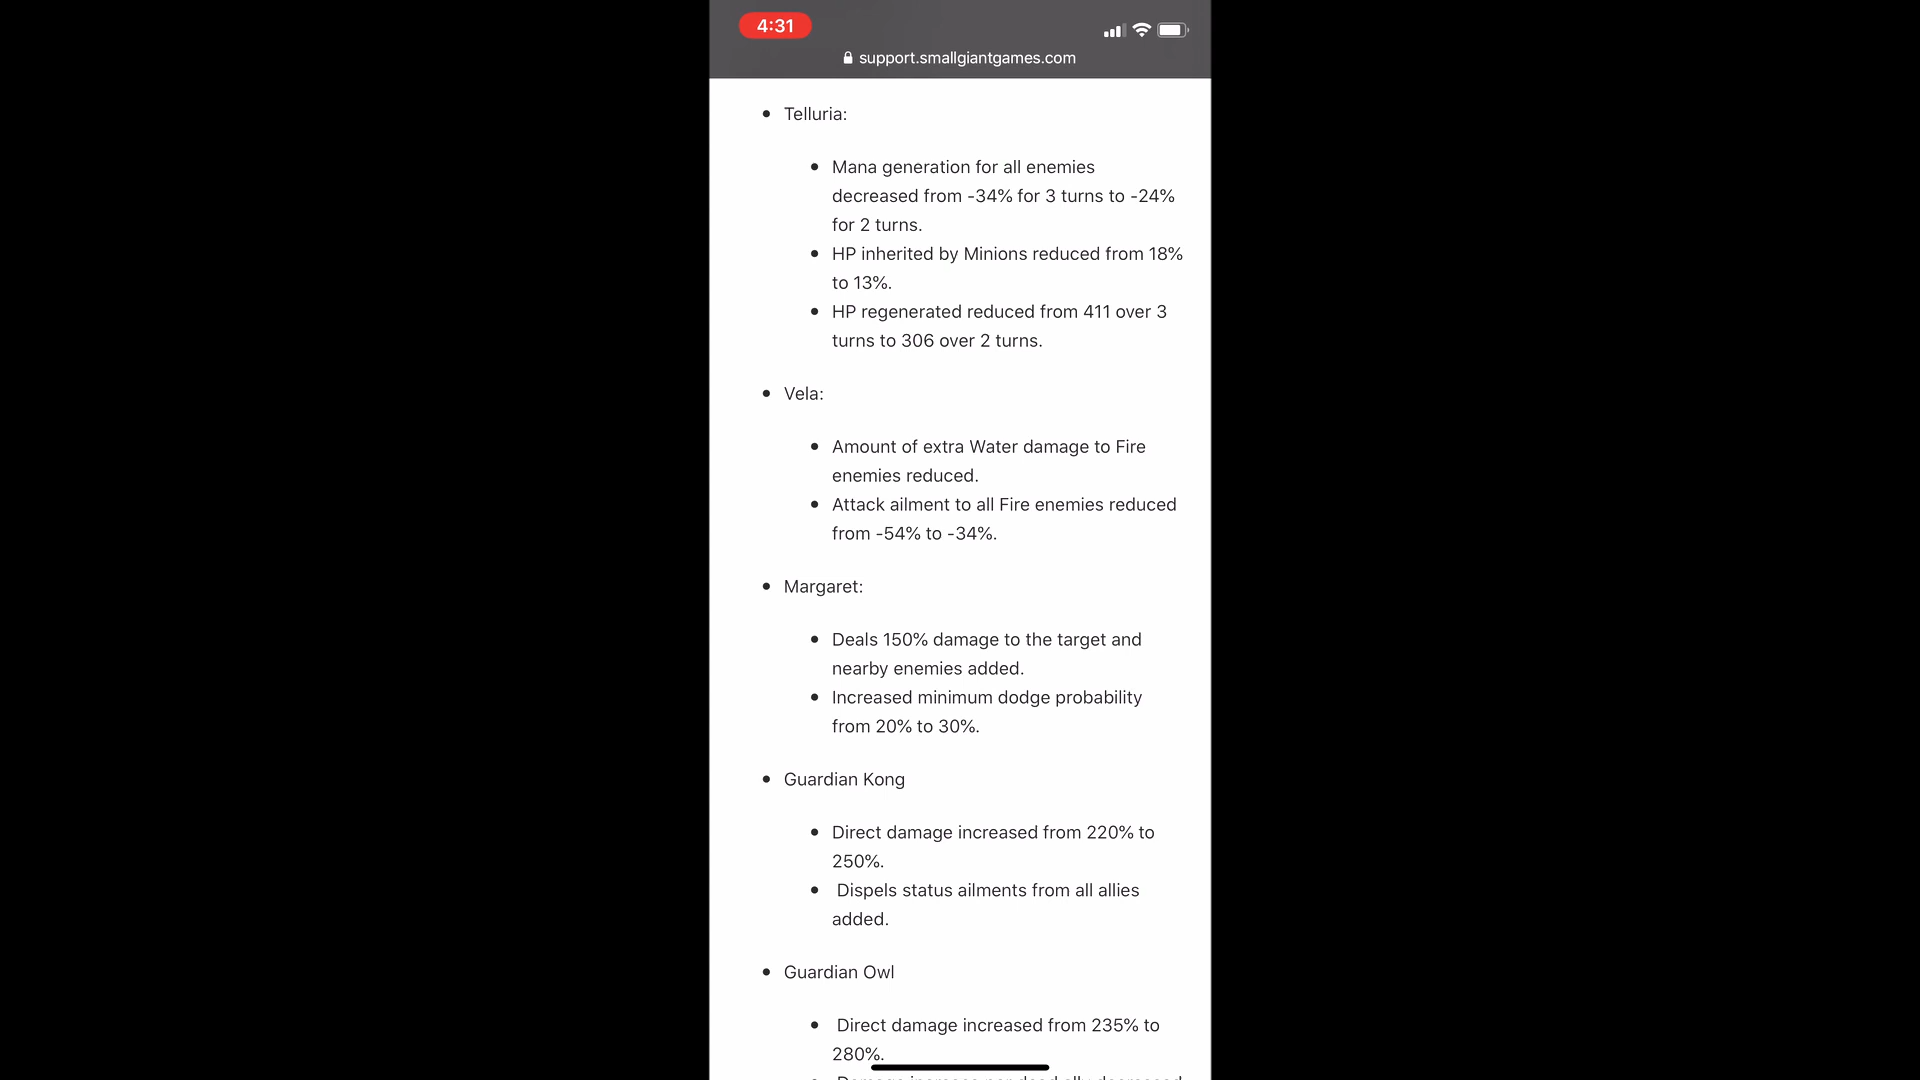 4:31
support.smallgiantgames.com
• Telluria:
• Mana generation for all enemies
decreased from -34% for 3 turns to -24%
for 2 turns.
• HP inherited by Minions reduced from 18%
to 13%.
• HP regenerated reduced from 411 over 3
turns to 306 over 2 turns.
• Vela:
• Amount of extra Water damage to Fire
enemies reduced.
• Attack ailment to all Fire enemies reduced
from -54% to -34%.
• Margaret:
• Deals 150% damage to the target and
nearby enemies added.
• Increased minimum dodge probability
from 20% to 30%.
• Guardian Kong
• Direct damage increased from 220% to
250%.
• Dispels status ailments from all allies
added.
• Guardian Owl
• Direct damage increased from 235% to
280%.